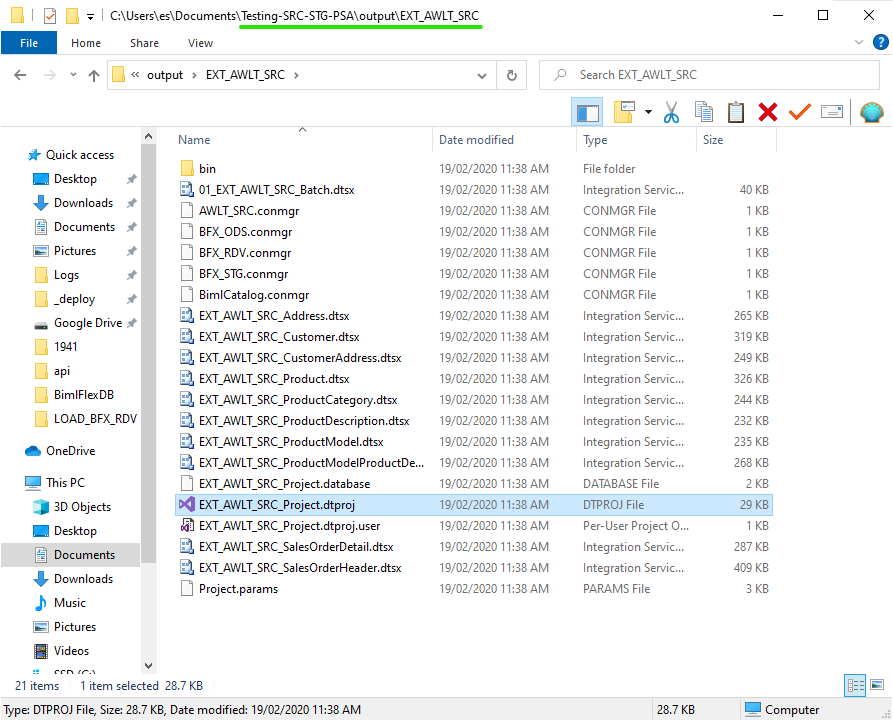 C:\Users\es\Documents\Testing-SRC-STG-PSA\output\EXT_AWLT_SRC
File Home Share View
« output › EXT_AWLT_SRC ›
Search EXT_AWLT_SRC
Name Date modified Type Size
Quick access
Desktop
Downloads
Documents
Pictures
Logs
_deploy
Google Drive
1941
api
BimlFlexDB
LOAD_BFX_RDV
OneDrive
This PC
3D Objects
Desktop
Documents
Downloads
Music
Pictures
Videos
bin 19/02/2020 11:38 AM File folder
01_EXT_AWLT_SRC_Batch.dtsx 19/02/2020 11:38 AM Integration Servic... 40 KB
AWLT_SRC.conmgr 19/02/2020 11:38 AM CONMGR File 1 KB
BFX_ODS.conmgr 19/02/2020 11:38 AM CONMGR File 1 KB
BFX_RDV.conmgr 19/02/2020 11:38 AM CONMGR File 1 KB
BFX_STG.conmgr 19/02/2020 11:38 AM CONMGR File 1 KB
BimlCatalog.conmgr 19/02/2020 11:38 AM CONMGR File 1 KB
EXT_AWLT_SRC_Address.dtsx 19/02/2020 11:38 AM Integration Servic... 265 KB
EXT_AWLT_SRC_Customer.dtsx 19/02/2020 11:38 AM Integration Servic... 319 KB
EXT_AWLT_SRC_CustomerAddress.dtsx 19/02/2020 11:38 AM Integration Servic... 249 KB
EXT_AWLT_SRC_Product.dtsx 19/02/2020 11:38 AM Integration Servic... 326 KB
EXT_AWLT_SRC_ProductCategory.dtsx 19/02/2020 11:38 AM Integration Servic... 244 KB
EXT_AWLT_SRC_ProductDescription.dtsx 19/02/2020 11:38 AM Integration Servic... 232 KB
EXT_AWLT_SRC_ProductModel.dtsx 19/02/2020 11:38 AM Integration Servic... 235 KB
EXT_AWLT_SRC_ProductModelProductDe... 19/02/2020 11:38 AM Integration Servic... 268 KB
EXT_AWLT_SRC_Project.database 19/02/2020 11:38 AM DATABASE File 2 KB
EXT_AWLT_SRC_Project.dtproj 19/02/2020 11:38 AM DTPROJ File 29 KB
EXT_AWLT_SRC_Project.dtproj.user 19/02/2020 11:38 AM Per-User Project O... 1 KB
EXT_AWLT_SRC_SalesOrderDetail.dtsx 19/02/2020 11:38 AM Integration Servic... 287 KB
EXT_AWLT_SRC_SalesOrderHeader.dtsx 19/02/2020 11:38 AM Integration Servic... 409 KB
Project.params 19/02/2020 11:38 AM PARAMS File 3 KB
21 items 1 item selected 28.7 KB
Type: DTPROJ File, Size: 28.7 KB, Date modified: 19/02/2020 11:38 AM 28.7 KB Computer